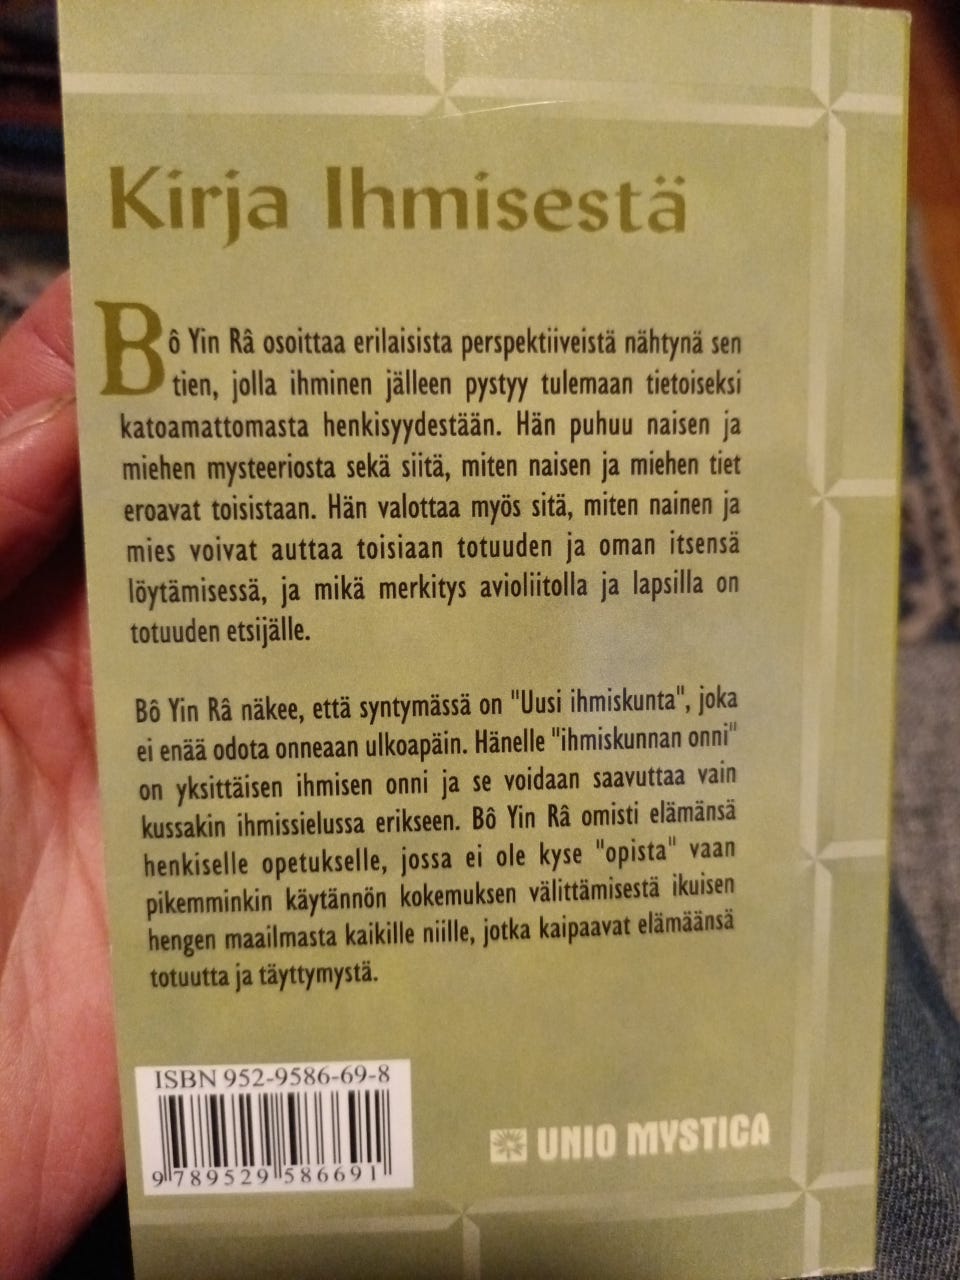 Kirja Ihmisestä
Bô Yin Râ osoittaa erilaisista perspektiiveistä nähtynä sen
tien, jolla ihminen jälleen pystyy tulemaan tietoiseksi
katoamattomasta henkisyydestään. Hän puhuu naisen ja
miehen mysteeriosta sekä siitä, miten naisen ja miehen tiet
eroavat toisistaan. Hän valottaa myös sitä, miten nainen ja
mies voivat auttaa toisiaan totuuden ja oman itsensä
löytämisessä, ja mikä merkitys avioliitolla ja lapsilla on
totuuden etsijälle.
Bô Yin Râ näkee, että syntymässä on "Uusi ihmiskunta", joka
ei enää odota onneaan ulkoapäin. Hänelle "ihmiskunnan onni"
on yksittäisen ihmisen onni ja se voidaan saavuttaa vain
kussakin ihmissielussa erikseen. Bô Yin Râ omisti elämänsä
henkiselle opetukselle, jossa ei ole kyse "opista" vaan
pikemminkin käytännön kokemuksen välittämisestä ikuisen
hengen maailmasta kaikille niille, jotka kaipaavat elämäänsä
totuutta ja täyttymystä.
ISBN 952-9586-69-8
9 789529 586691
UNIO MYSTICA